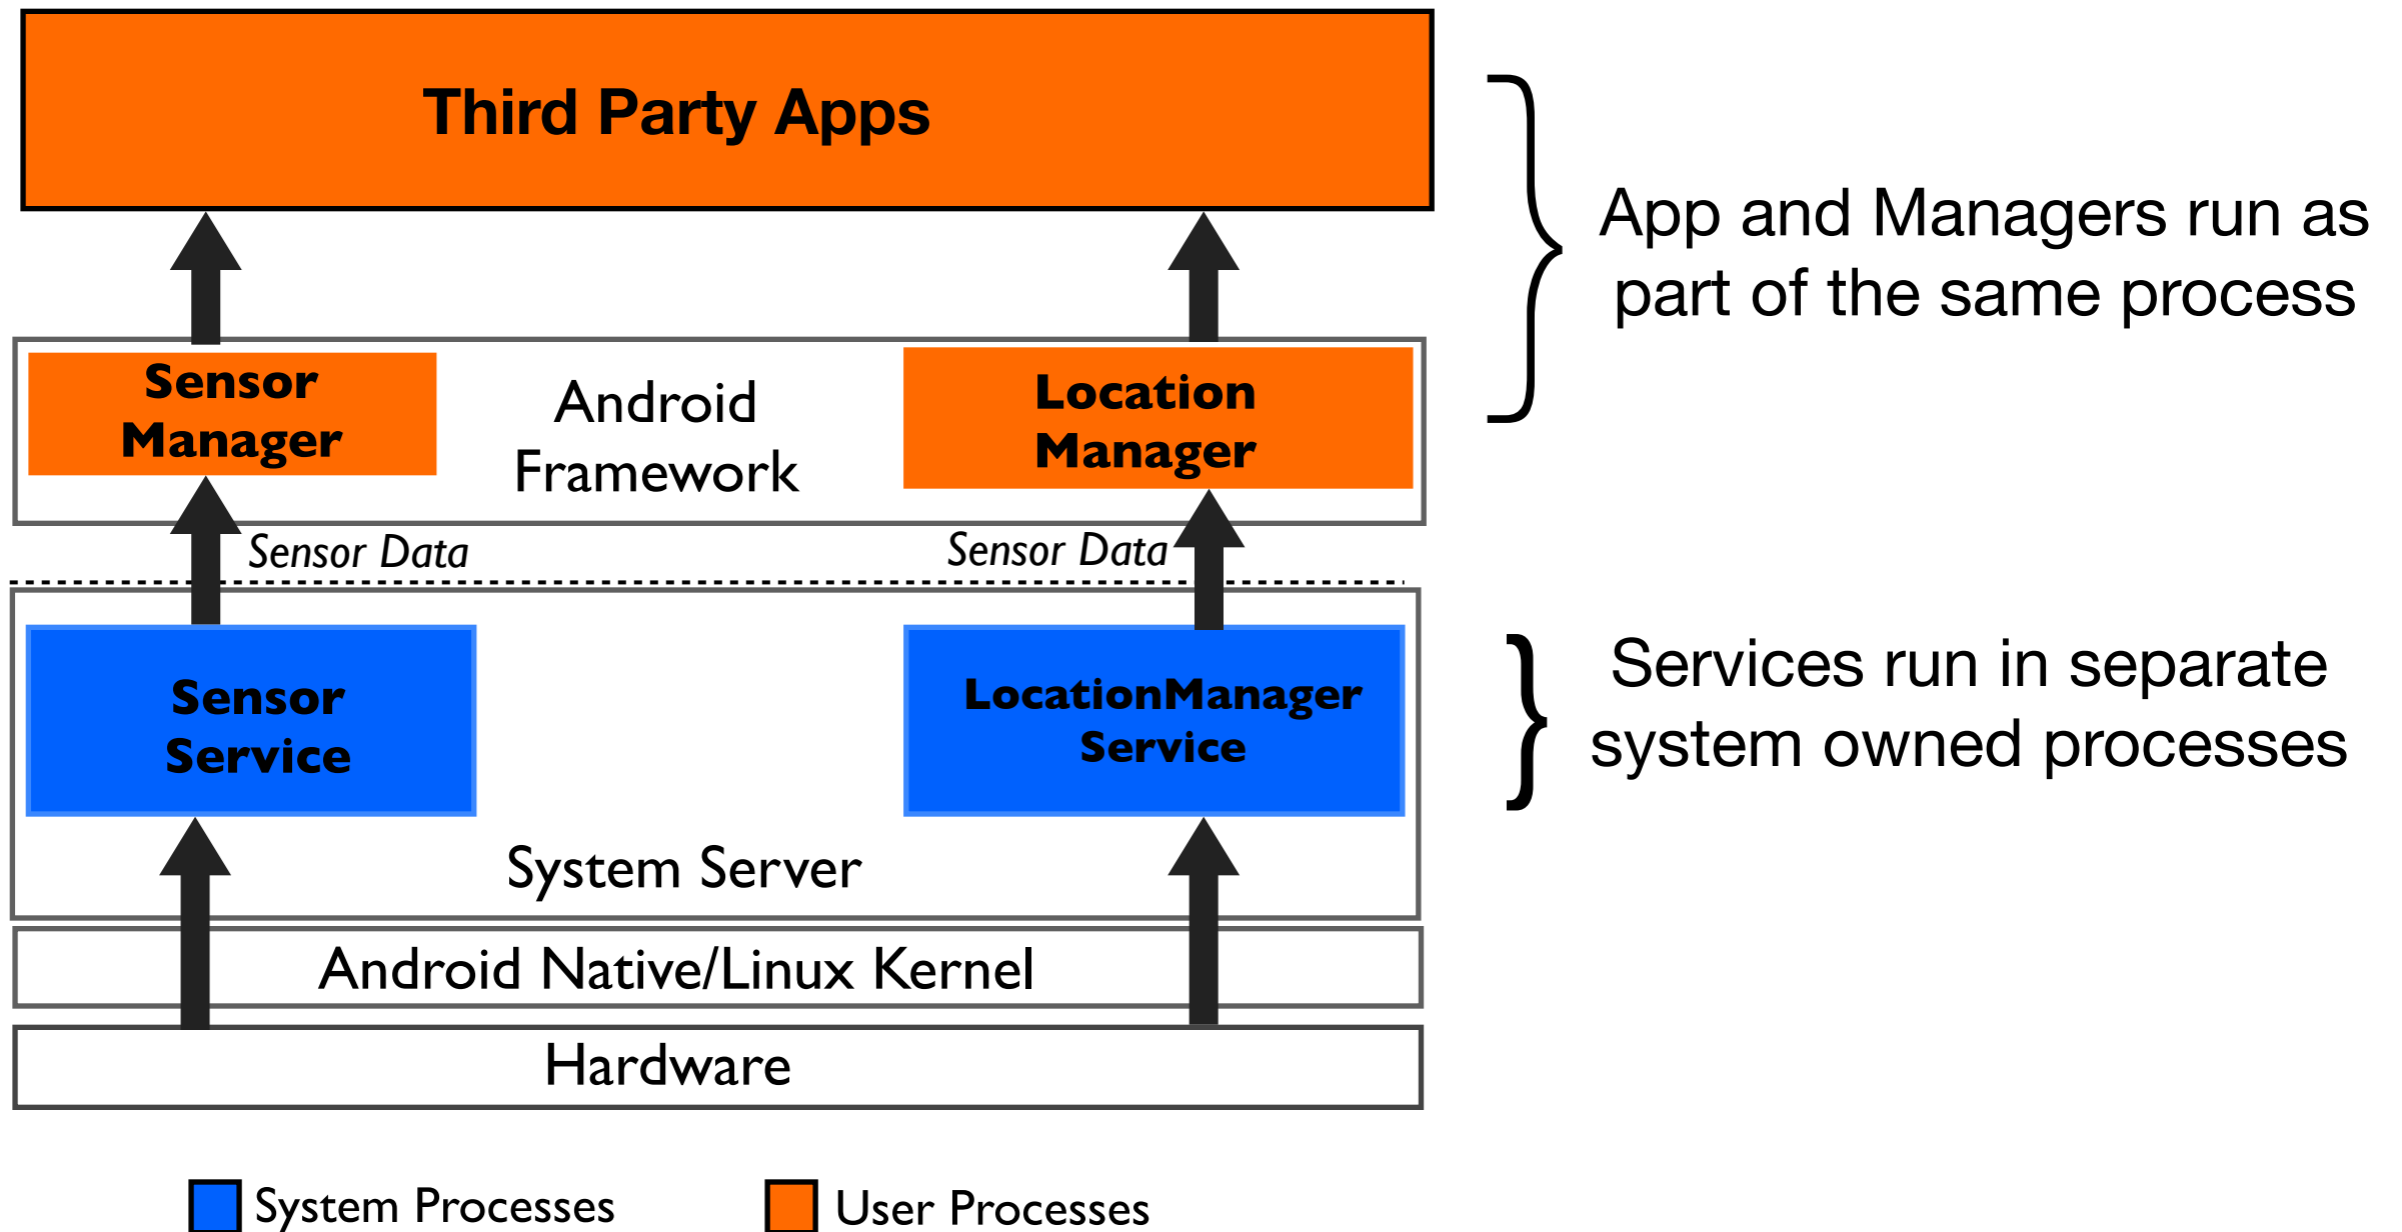 Third Party Apps
App and Managers run as
part of the same process
Sensor
Manager
Android
Framework
Location
Manager
Sensor Data
Sensor Data
Sensor
Service
LocationManager
Service
Services run in separate
system owned processes
System Server
Android Native/Linux Kernel
Hardware
System Processes
User Processes